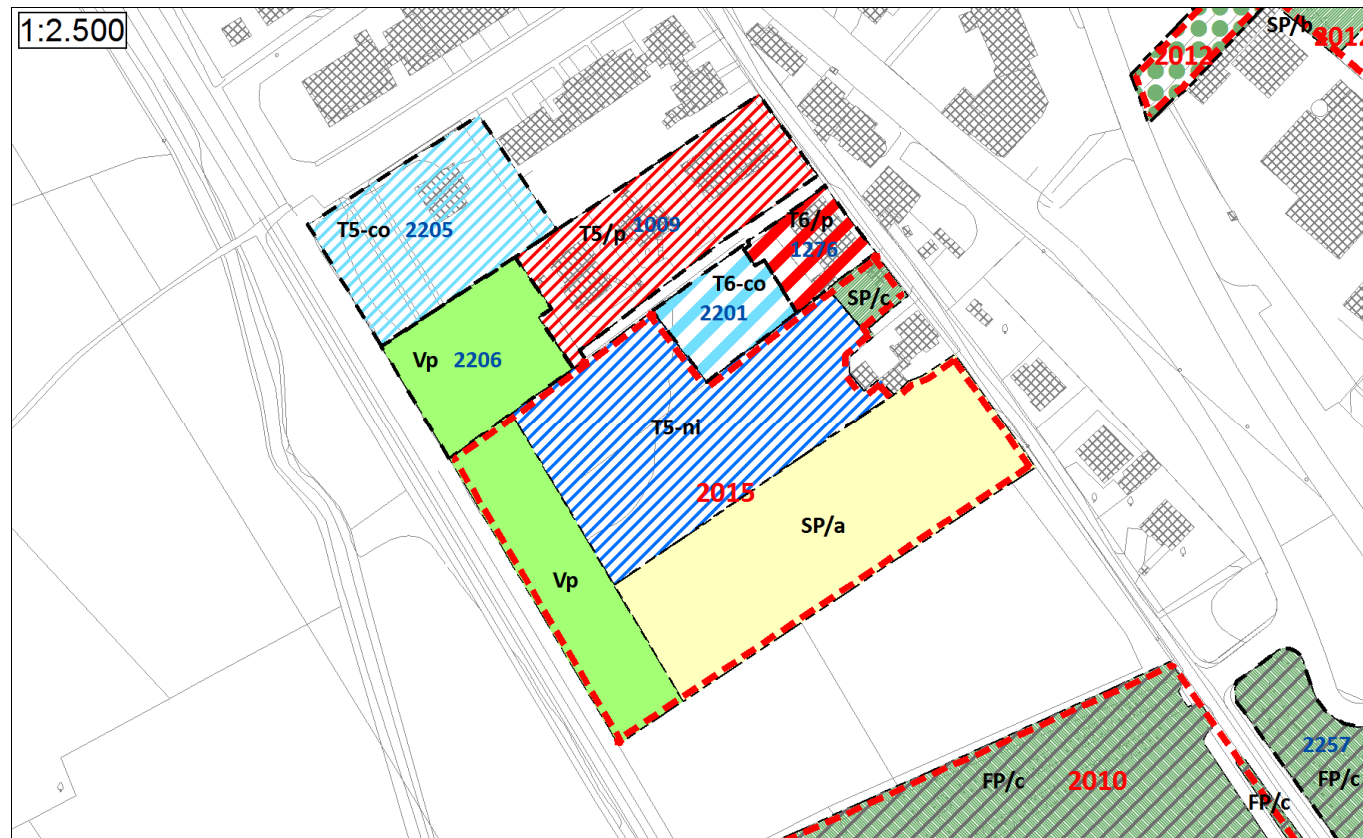 1:2.500
SP/b
2012
2012
T6/p
T5-co 2205
T5/p 1009
1276
T6-co
SP/c
2201
Vp 2206
T5-ni
2015
SP/a
Vp
2257
FP/c 2010
FP/c
FP/c